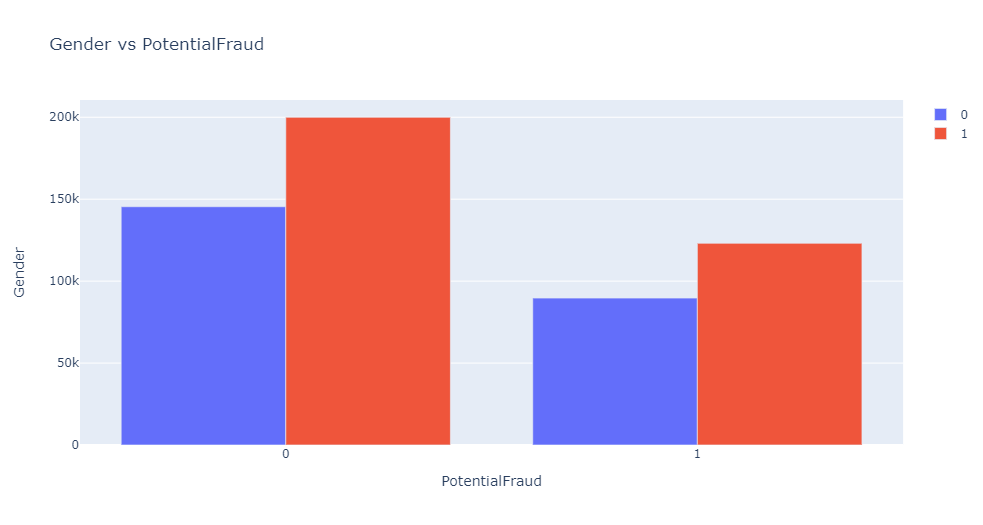 Gender vs PotentialFraud
0
1
200k
150k
100k
50k
0
Gender
0
1
PotentialFraud